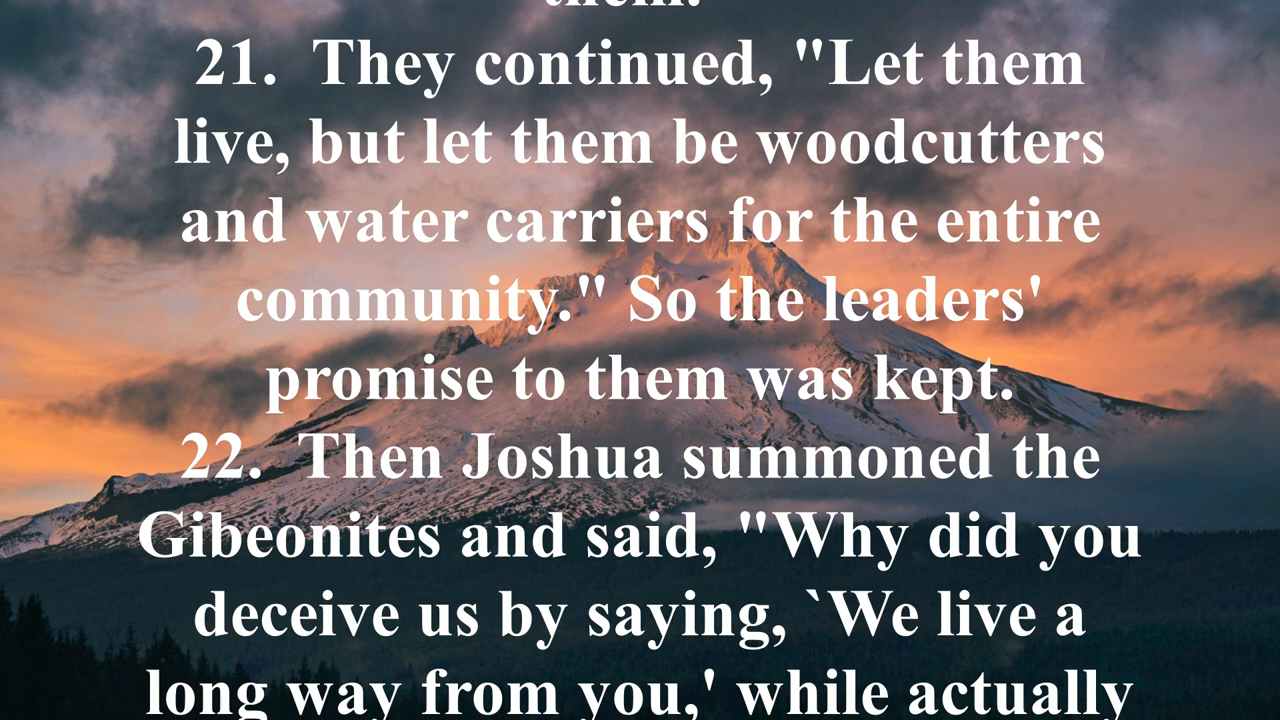 them."
21.  They continued, "Let them
live, but let them be woodcutters
and water carriers for the entire
community." So the leaders'
promise to them was kept.
22.  Then Joshua summoned the
Gibeonites and said, "Why did you
deceive us by saying, `We live a
long way from you,' while actually